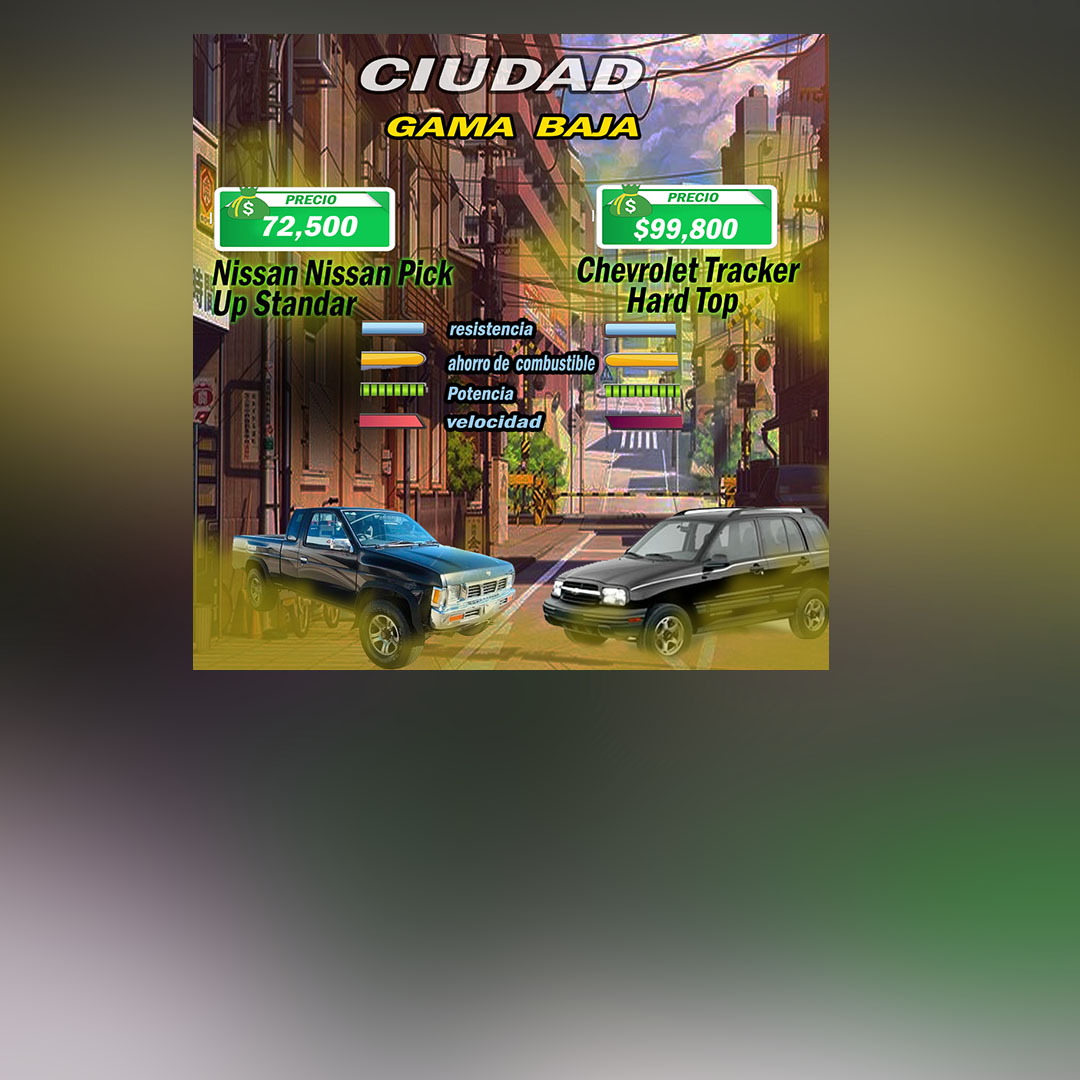 CIUDAD
GAMA BAJA
PRECIO
$ 72,500
PRECIO
$ $99,800
Nissan Nissan Pick
Up Standar
Chevrolet Tracker
Hard Top
resistencia
ahorro de combustible
Potencia
velocidad